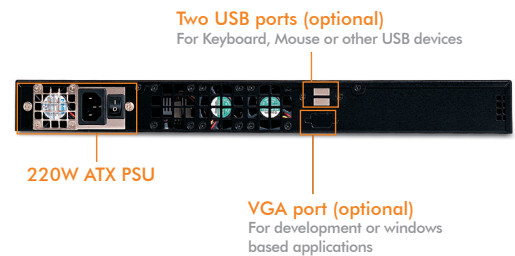 Two USB ports (optional)
For Keyboard, Mouse or other USB devices
220W ATX PSU
VGA port (optional)
For development or windows
based applications